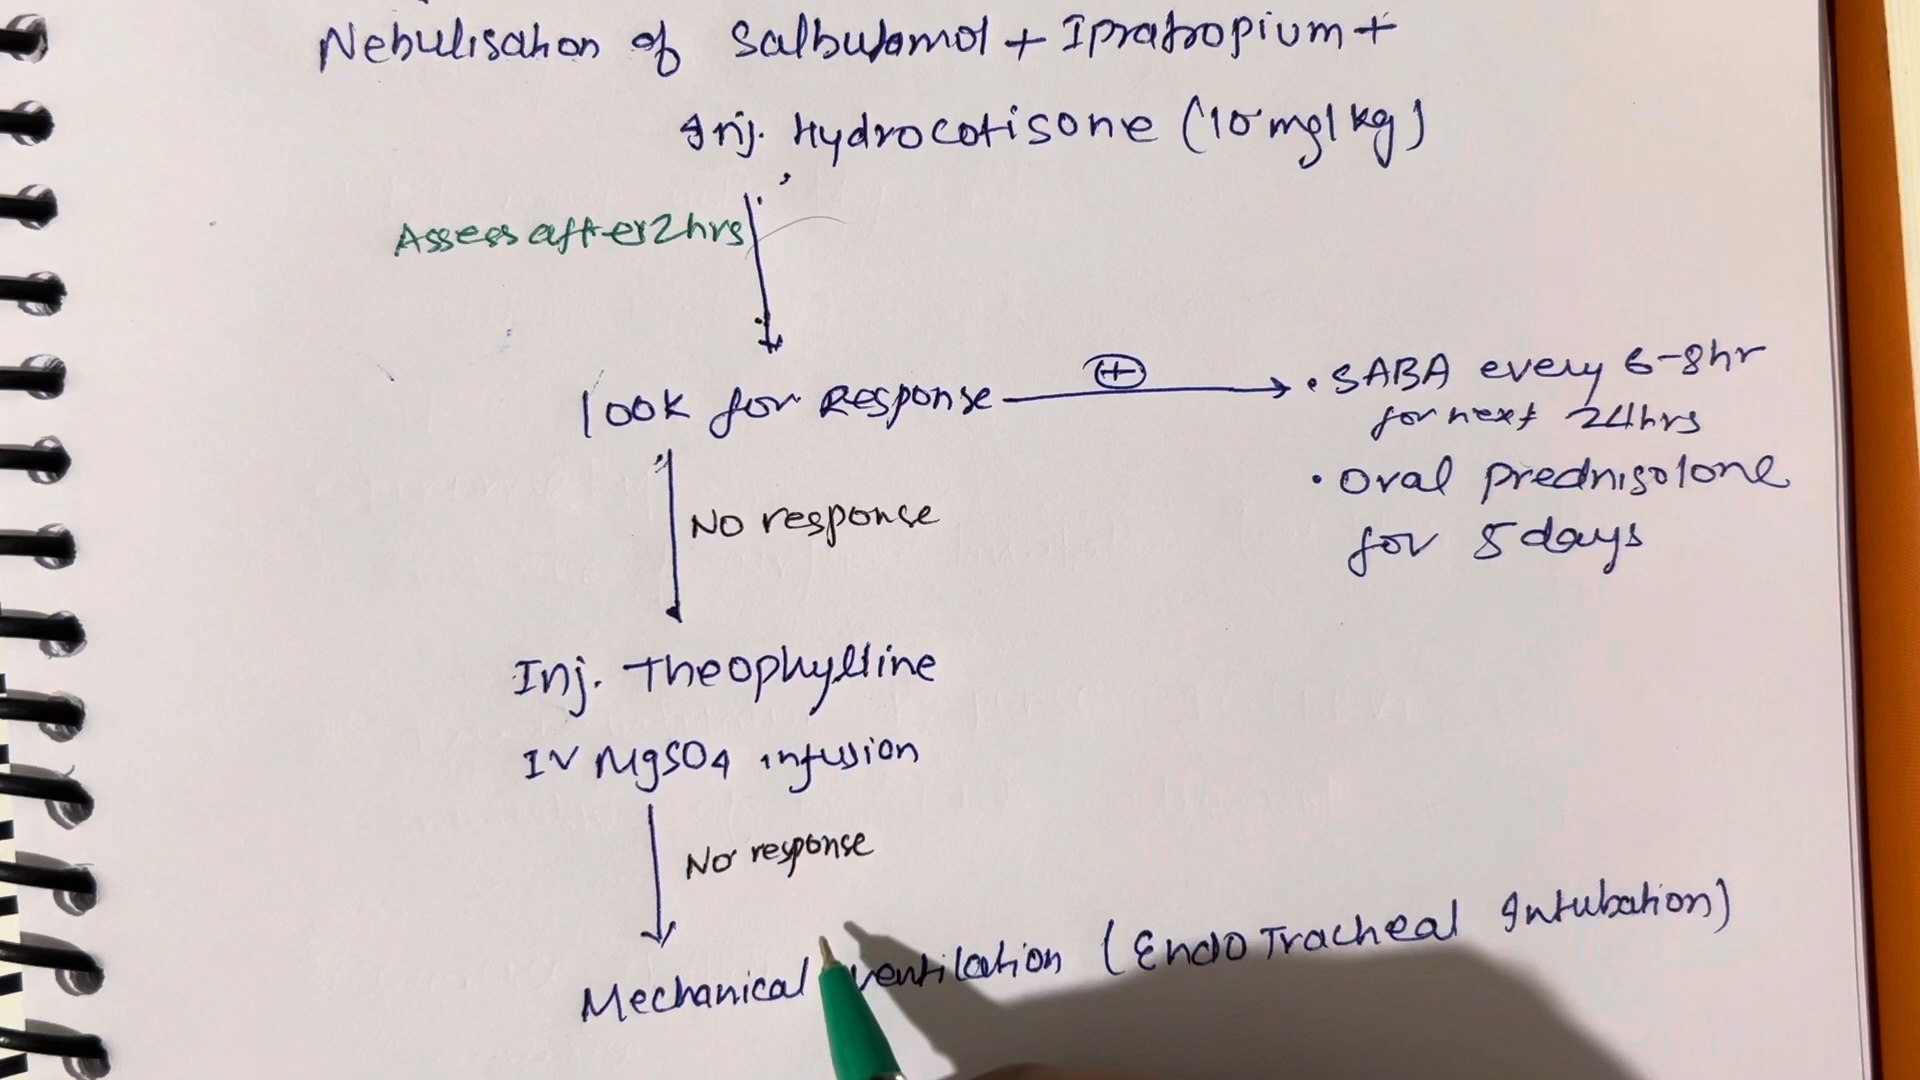 Nebulisation of Salbutamol + Ipratropium +
Inj. Hydrocotisone (10 mg/kg)
Assess after 2hrs
look for Response
+
• SABA every 6-8hr
for next 24hrs
• Oral prednisolone
for 5 days
No response
Inj. Theophylline
IV MgSO4 infusion
No response
Mechanical ventilation (Endo Tracheal Intubation)